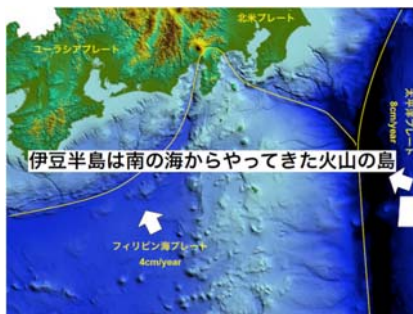 北米プレート
ユーラシアプレート
太平洋プレート
8cm/year
伊豆半島は南の海からやってきた火山の島
フィリピン海プレート
4cm/year